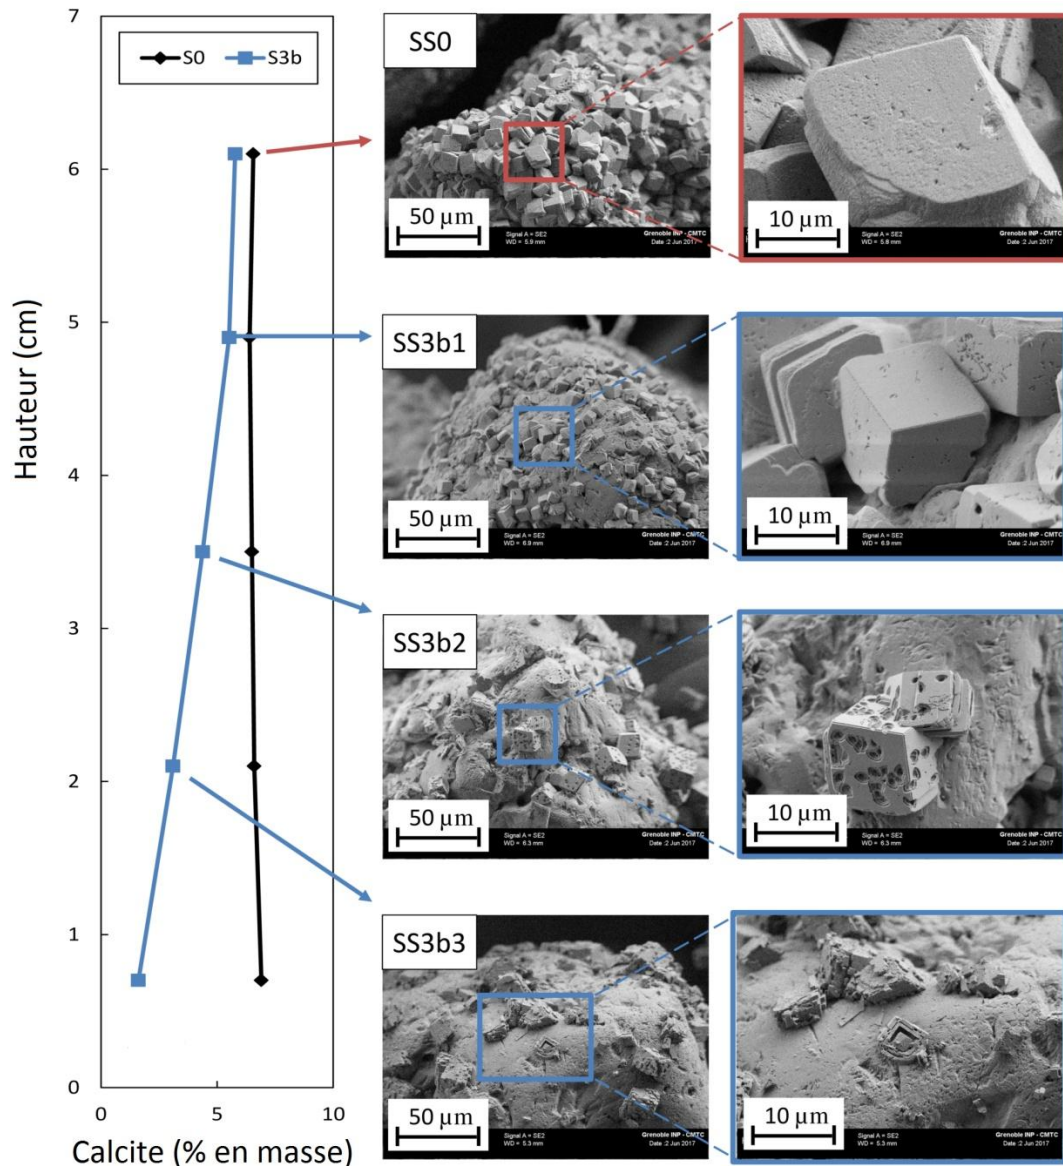 7
6
5
4
3
2
1
0
Hauteur (cm)
S0 S3b
0 5 10
Calcite (% en masse)
SS0
50 µm
Signal A = SE2
WD = 5.9 mm
Grenoble INP - CMTC
Date :2 Jun 2017
10 µm
Signal A = SE2
WD = 5.8 mm
Grenoble INP - CMTC
Date :2 Jun 2017
SS3b1
50 µm
Signal A = SE2
WD = 6.9 mm
Grenoble INP - CMTC
Date :2 Jun 2017
10 µm
Signal A = SE2
WD = 6.9 mm
Grenoble INP - CMTC
Date :2 Jun 2017
SS3b2
50 µm
Signal A = SE2
WD = 6.3 mm
Grenoble INP - CMTC
Date :2 Jun 2017
10 µm
Signal A = SE2
WD = 6.3 mm
Grenoble INP - CMTC
Date :2 Jun 2017
SS3b3
50 µm
Signal A = SE2
WD = 5.3 mm
Grenoble INP - CMTC
Date :2 Jun 2017
10 µm
Signal A = SE2
WD = 5.3 mm
Grenoble INP - CMTC
Date :2 Jun 2017